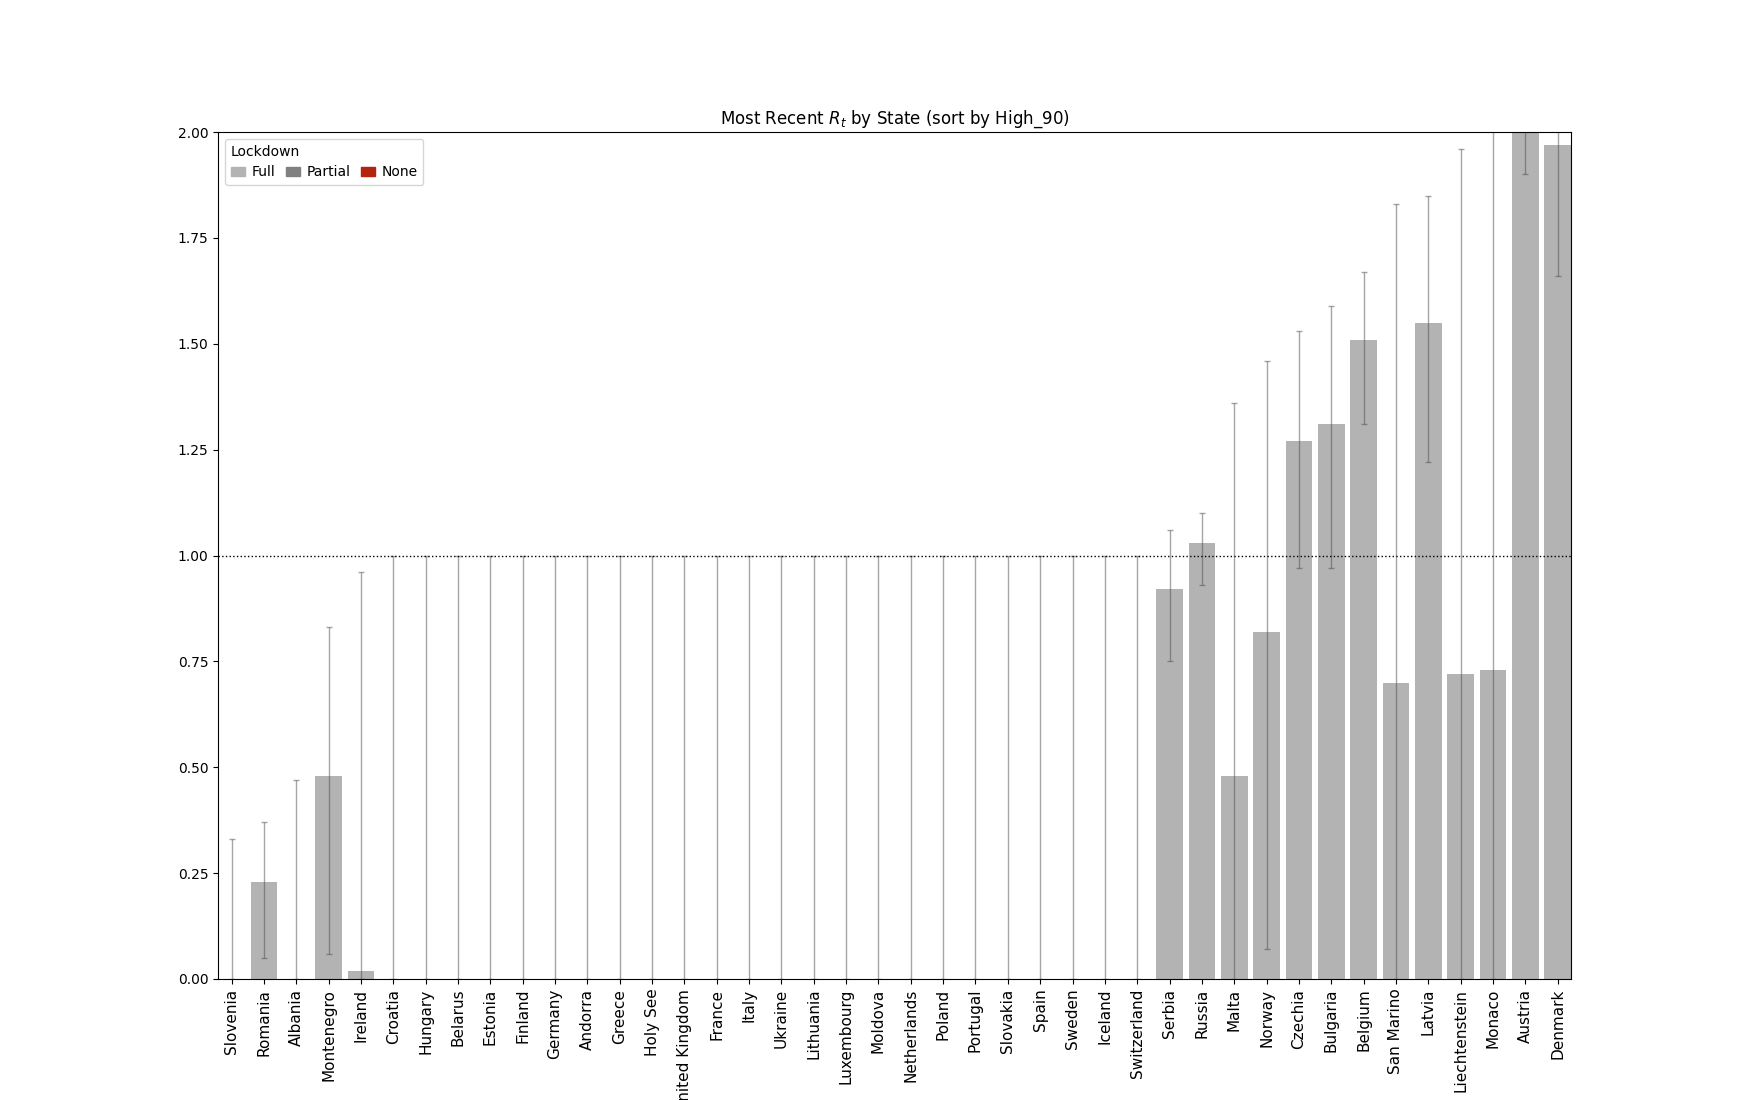 Most Recent R_t by State (sort by High_90)
Lockdown
Full Partial None
2.00
1.75
1.50
1.25
1.00
0.75
0.50
0.25
0.00
Slovenia
Romania
Albania
Montenegro
Ireland
Croatia
Hungary
Belarus
Estonia
Finland
Germany
Andorra
Greece
Holy See
nited Kingdom
France
Italy
Ukraine
Lithuania
Luxembourg
Moldova
Netherlands
Poland
Portugal
Slovakia
Spain
Sweden
Iceland
Switzerland
Serbia
Russia
Malta
Norway
Czechia
Bulgaria
Belgium
San Marino
Latvia
Liechtenstein
Monaco
Austria
Denmark